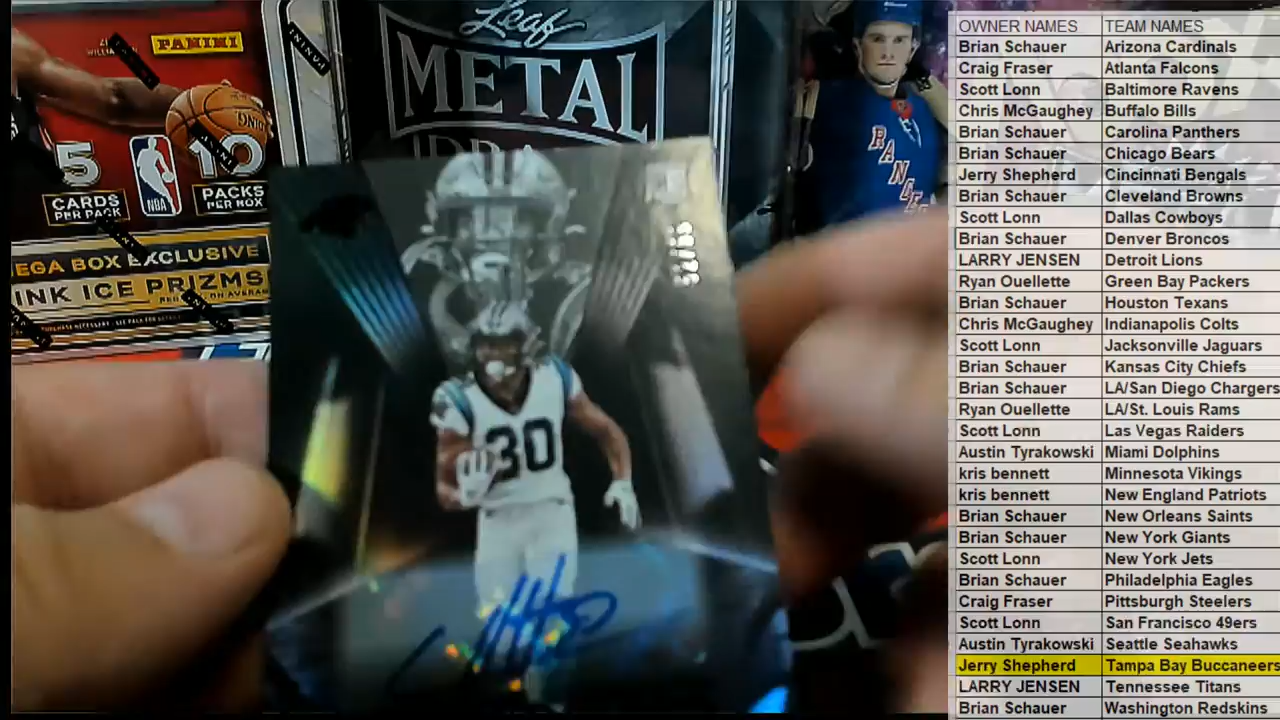 PANINI
5
CARDS
PER PACK
NBA
10
PACKS
PER BOX
EGA BOX EXCLUSIVE
INK ICE PRIZMS
Leaf
METAL
RANGE
30
OWNER NAMES TEAM NAMES
Brian Schauer Arizona Cardinals
Craig Fraser Atlanta Falcons
Scott Lonn Baltimore Ravens
Chris McGaughey Buffalo Bills
Brian Schauer Carolina Panthers
Brian Schauer Chicago Bears
Jerry Shepherd Cincinnati Bengals
Brian Schauer Cleveland Browns
Scott Lonn Dallas Cowboys
Brian Schauer Denver Broncos
LARRY JENSEN Detroit Lions
Ryan Ouellette Green Bay Packers
Brian Schauer Houston Texans
Chris McGaughey Indianapolis Colts
Scott Lonn Jacksonville Jaguars
Brian Schauer Kansas City Chiefs
Brian Schauer LA/San Diego Chargers
Ryan Ouellette LA/St. Louis Rams
Scott Lonn Las Vegas Raiders
Austin Tyrakowski Miami Dolphins
kris bennett Minnesota Vikings
kris bennett New England Patriots
Brian Schauer New Orleans Saints
Brian Schauer New York Giants
Scott Lonn New York Jets
Brian Schauer Philadelphia Eagles
Craig Fraser Pittsburgh Steelers
Scott Lonn San Francisco 49ers
Austin Tyrakowski Seattle Seahawks
Jerry Shepherd Tampa Bay Buccaneers
LARRY JENSEN Tennessee Titans
Brian Schauer Washington Redskins